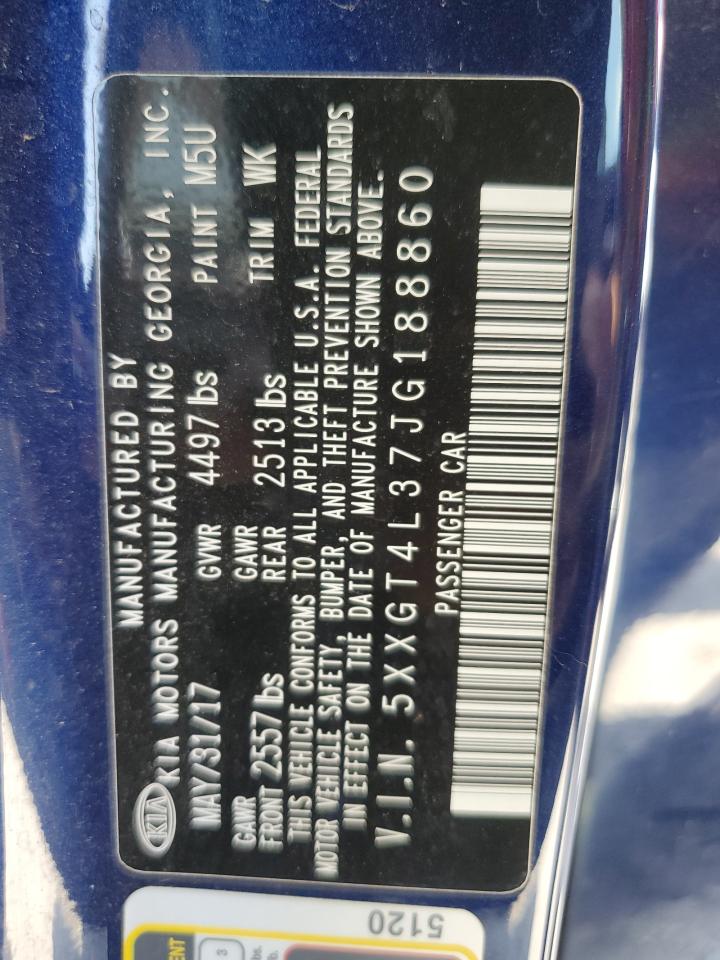 MANUFACTURED BY
KIA KIA MOTORS MANUFACTURING GEORGIA, INC.
MAY/31/17 GVWR 4497 lbs PAINT M5U
GAWR FRONT 2557 lbs GAWR REAR 2513 lbs TRIM WK
THIS VEHICLE CONFORMS TO ALL APPLICABLE U.S.A. FEDERAL
MOTOR VEHICLE SAFETY, BUMPER, AND THEFT PREVENTION STANDARDS
IN EFFECT ON THE DATE OF MANUFACTURE SHOWN ABOVE.
V.I.N. 5XXGT4L37JG188860
PASSENGER CAR
5120
3